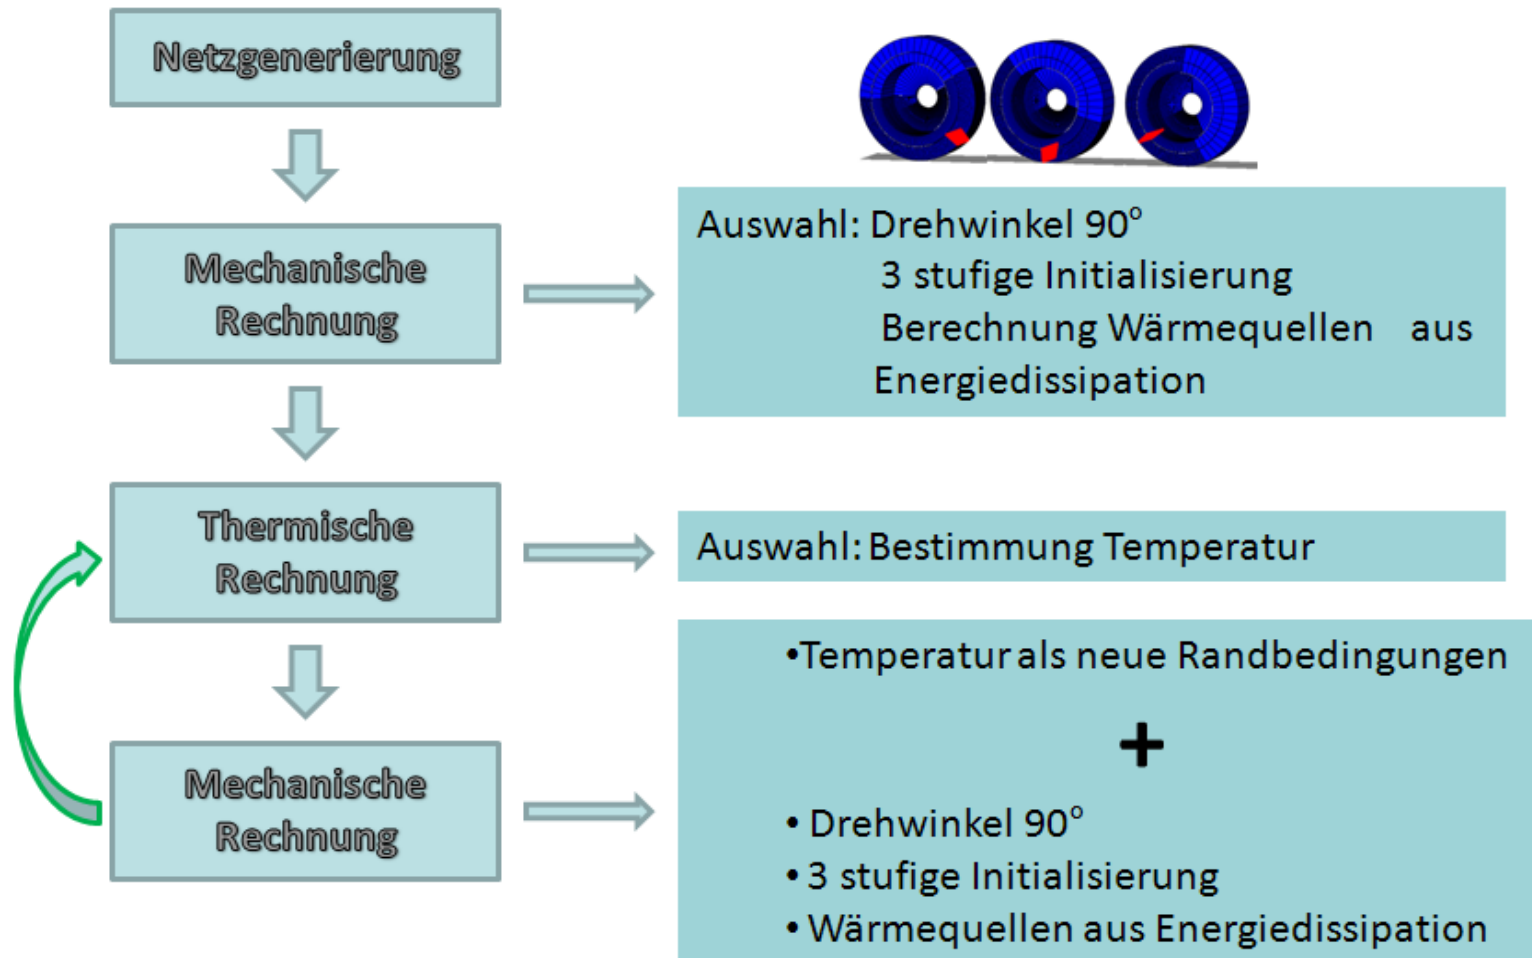 Netzgenerierung
Mechanische
Rechnung
Auswahl: Drehwinkel 90°
3 stufige Initialisierung
Berechnung Wärmequellen aus
Energiedissipation
Thermische
Rechnung
Auswahl: Bestimmung Temperatur
Mechanische
Rechnung
•Temperatur als neue Randbedingungen
+
• Drehwinkel 90°
• 3 stufige Initialisierung
• Wärmequellen aus Energiedissipation